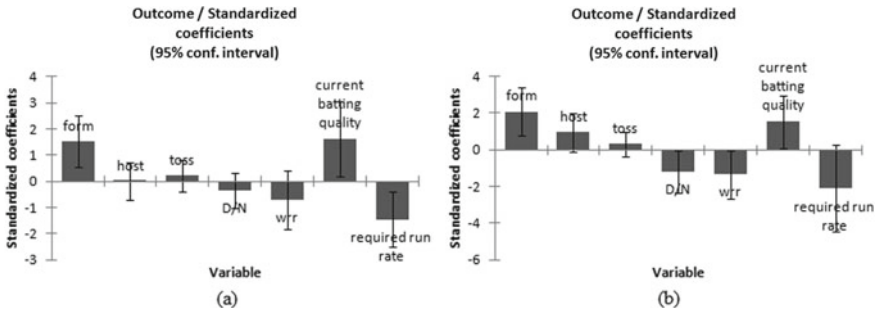 Outcome / Standardized
coefficients
(95% conf. interval)
Standardized coefficients
4
3
2
1
0
-1
-2
-3
form
host
toss
D/N
wrr
current
batting
quality
required run
rate
Variable
(a)
Outcome / Standardized
coefficients
(95% conf. interval)
Standardized coefficients
4
2
0
-2
-4
-6
form
host
toss
D/N
wrr
current
batting
quality
required run
rate
Variable
(b)